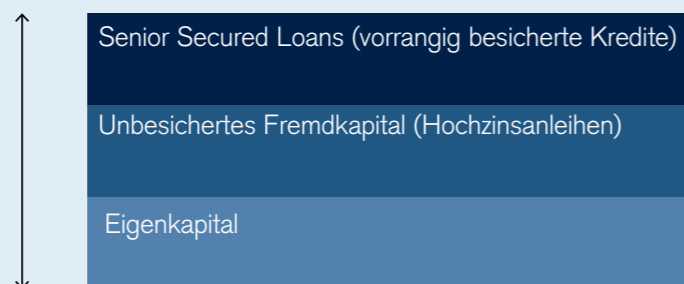 Senior Secured Loans (vorrangig besicherte Kredite)
Unbesichertes Fremdkapital (Hochzinsanleihen)
Eigenkapital